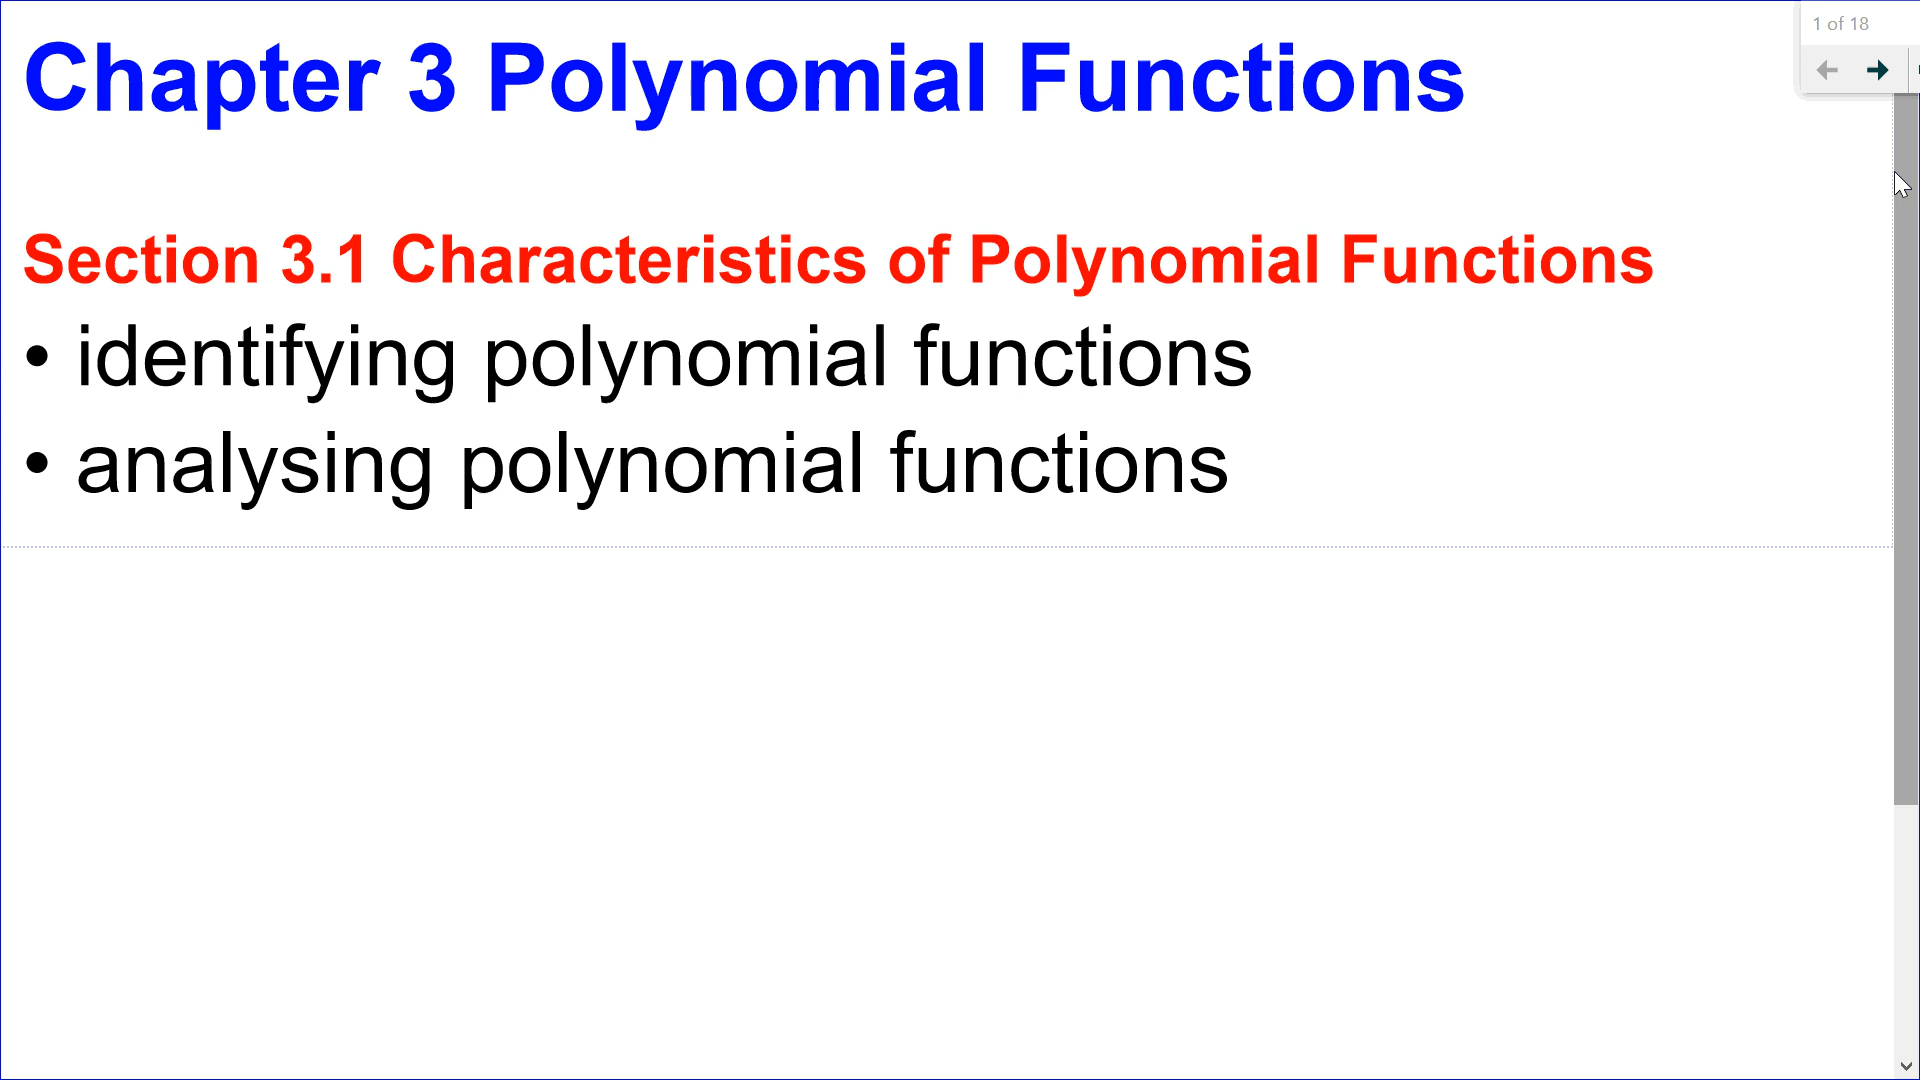 1 of 18
Chapter 3 Polynomial Functions
Section 3.1 Characteristics of Polynomial Functions
• identifying polynomial functions
• analysing polynomial functions